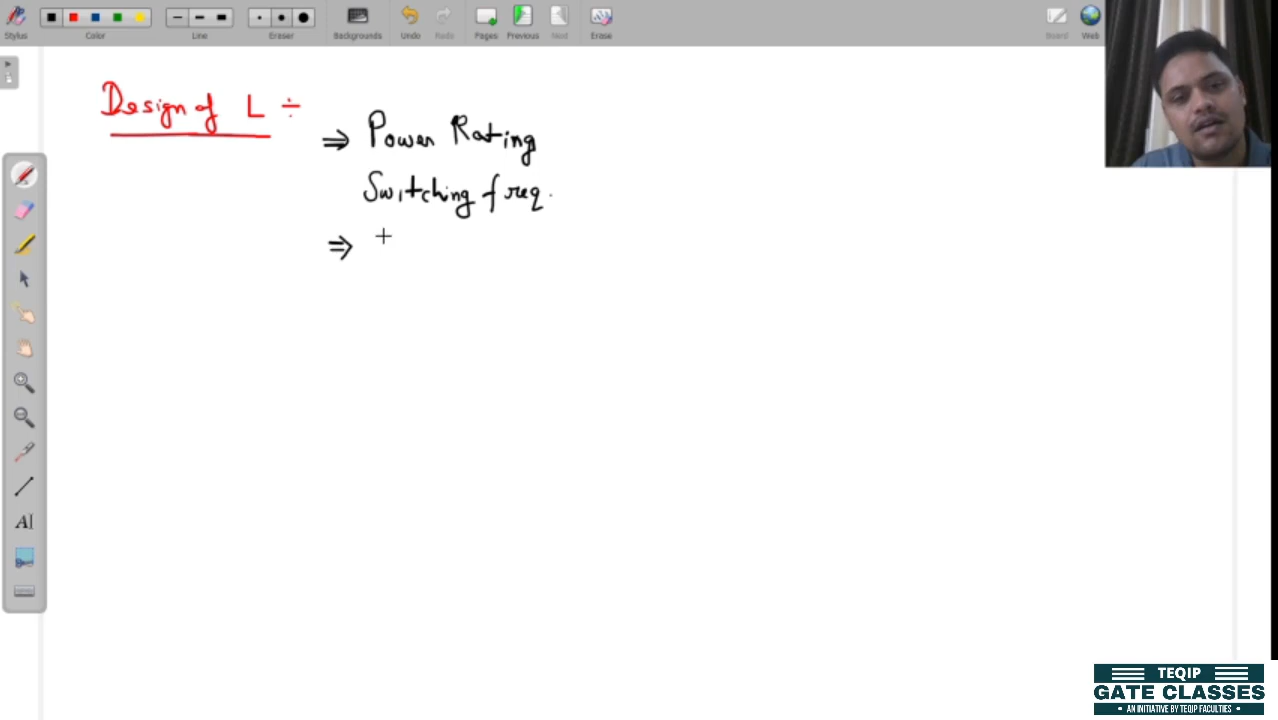 Stylus
Color
Line
Eraser
Backgrounds
Undo
Redo
Pages
Previous
Next
Erase
Board
Web
Design of L ÷
⇒ Power Rating
Switching freq.
⇒
AI
TEQIP
GATE CLASSES
• AN INITIATIVE BY TEQIP FACULTIES •